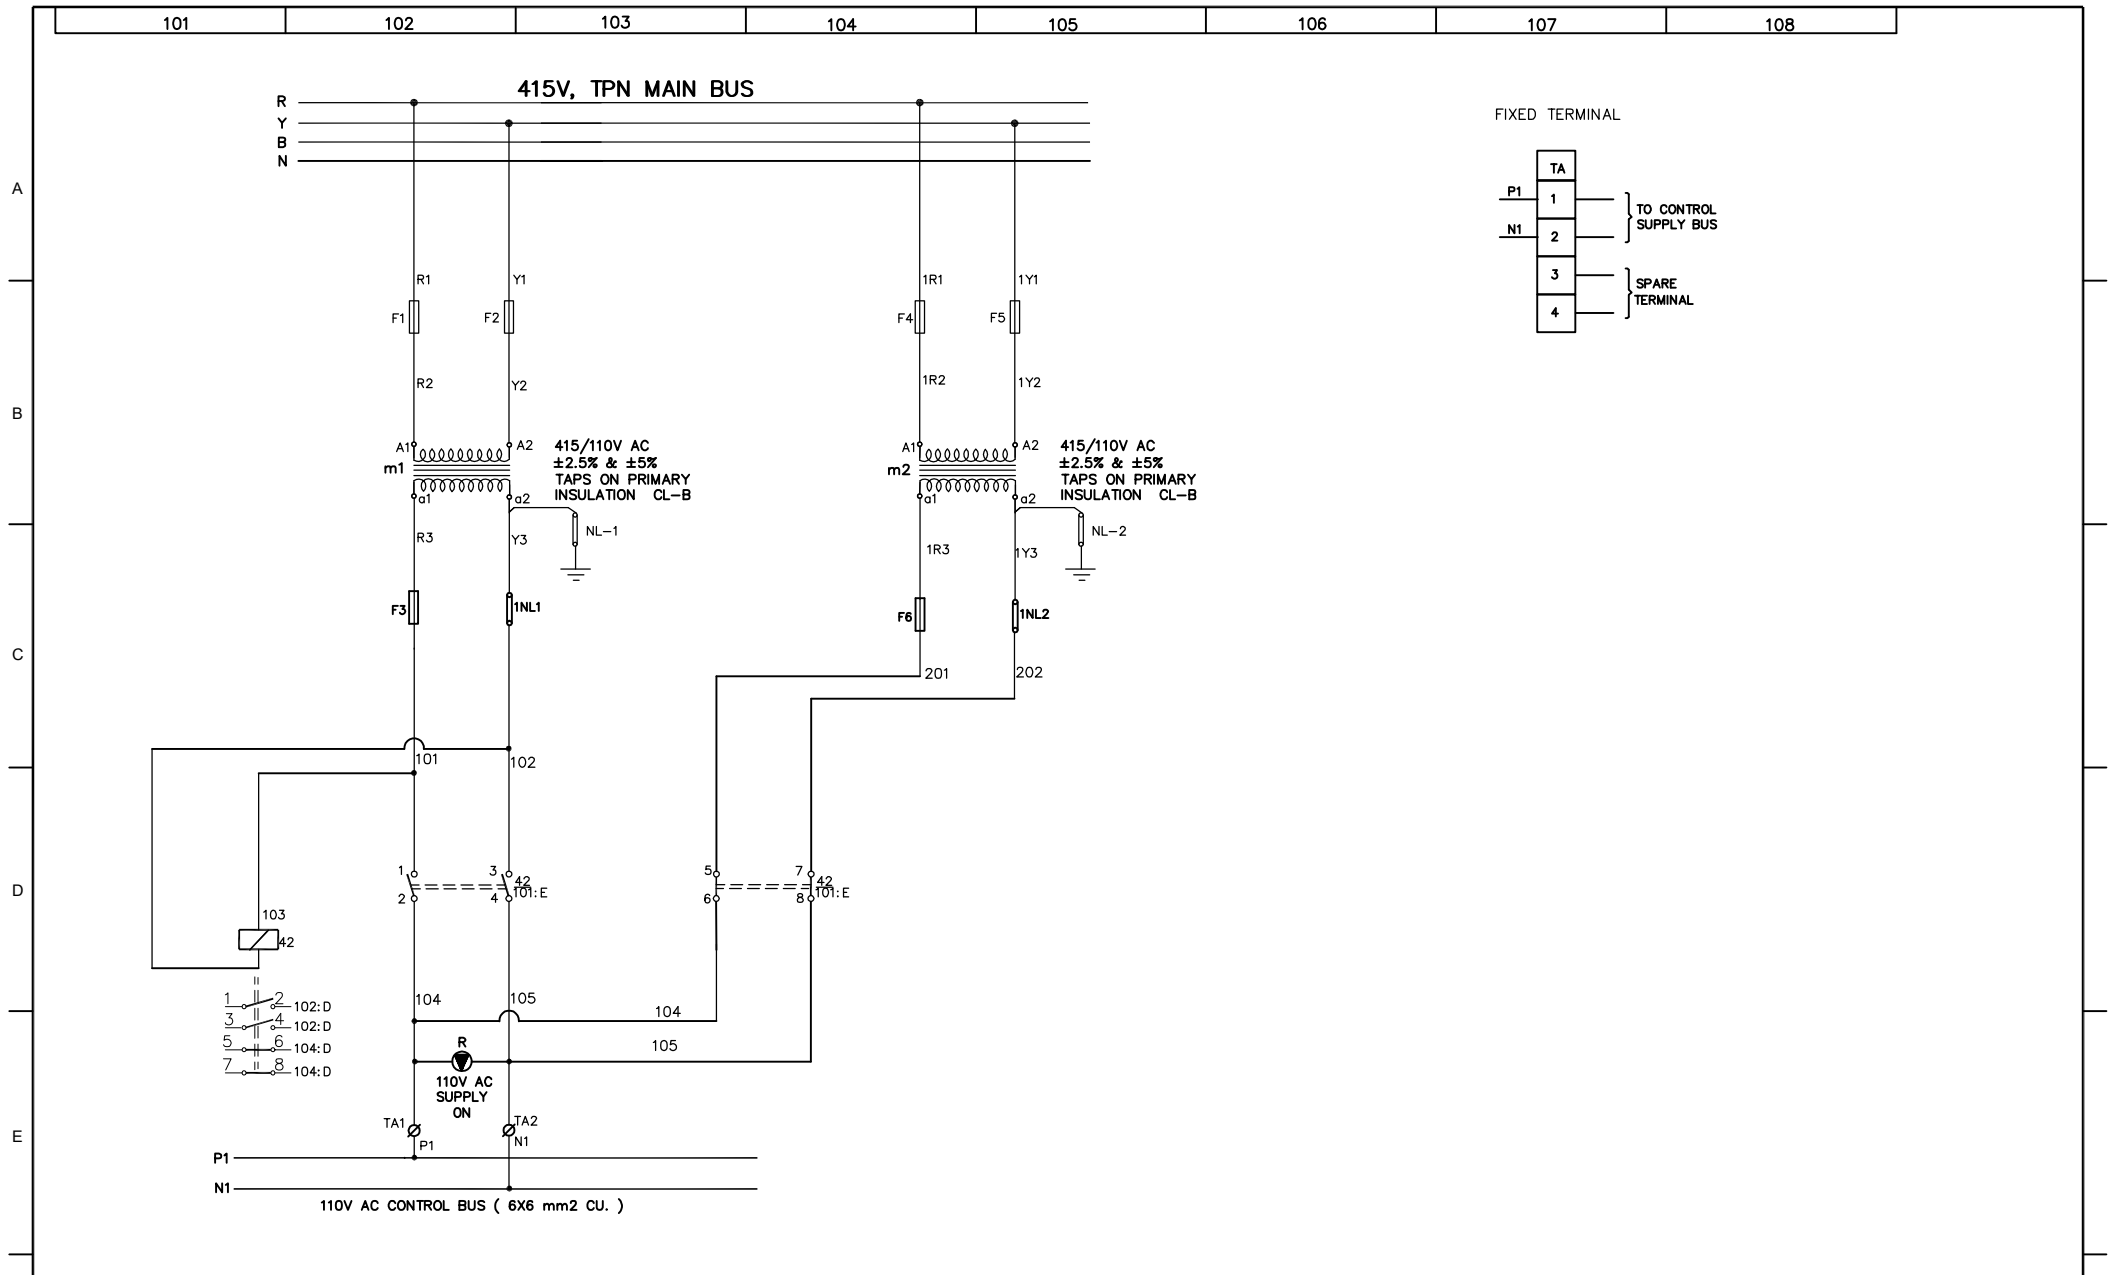 101 102 103 104 105 106 107 108
415V, TPN MAIN BUS
R
Y
B
N
FIXED TERMINAL
TA
P1 1
N1 2
TO CONTROL
SUPPLY BUS
3
4
SPARE
TERMINAL
A
R1 Y1 1R1 1Y1
F1 F2 F4 F5
R2 Y2 1R2 1Y2
B
A1 A2
m1
a1 a2
415/110V AC
±2.5% & ±5%
TAPS ON PRIMARY
INSULATION CL-B
A1 A2
m2
a1 a2
415/110V AC
±2.5% & ±5%
TAPS ON PRIMARY
INSULATION CL-B
R3 Y3 NL-1
1R3 1Y3 NL-2
F3 1NL1 F6 1NL2
C
201 202
101 102
1 3 42
101:E
2 4
5 7 42
101:E
6 8
D
103
42
1 2 102:D
3 4 102:D
5 6 104:D
7 8 104:D
104 105
104
105
R
110V AC
SUPPLY
ON
TA1 TA2
P1 N1
E
P1
N1
110V AC CONTROL BUS ( 6X6 mm2 CU. )